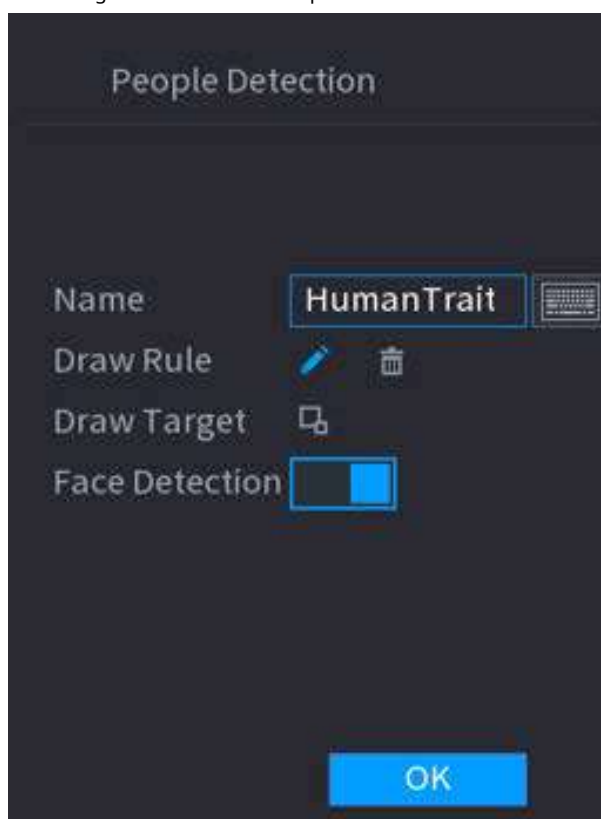 People Detection
Name HumanTrait
Draw Rule
Draw Target
Face Detection
OK